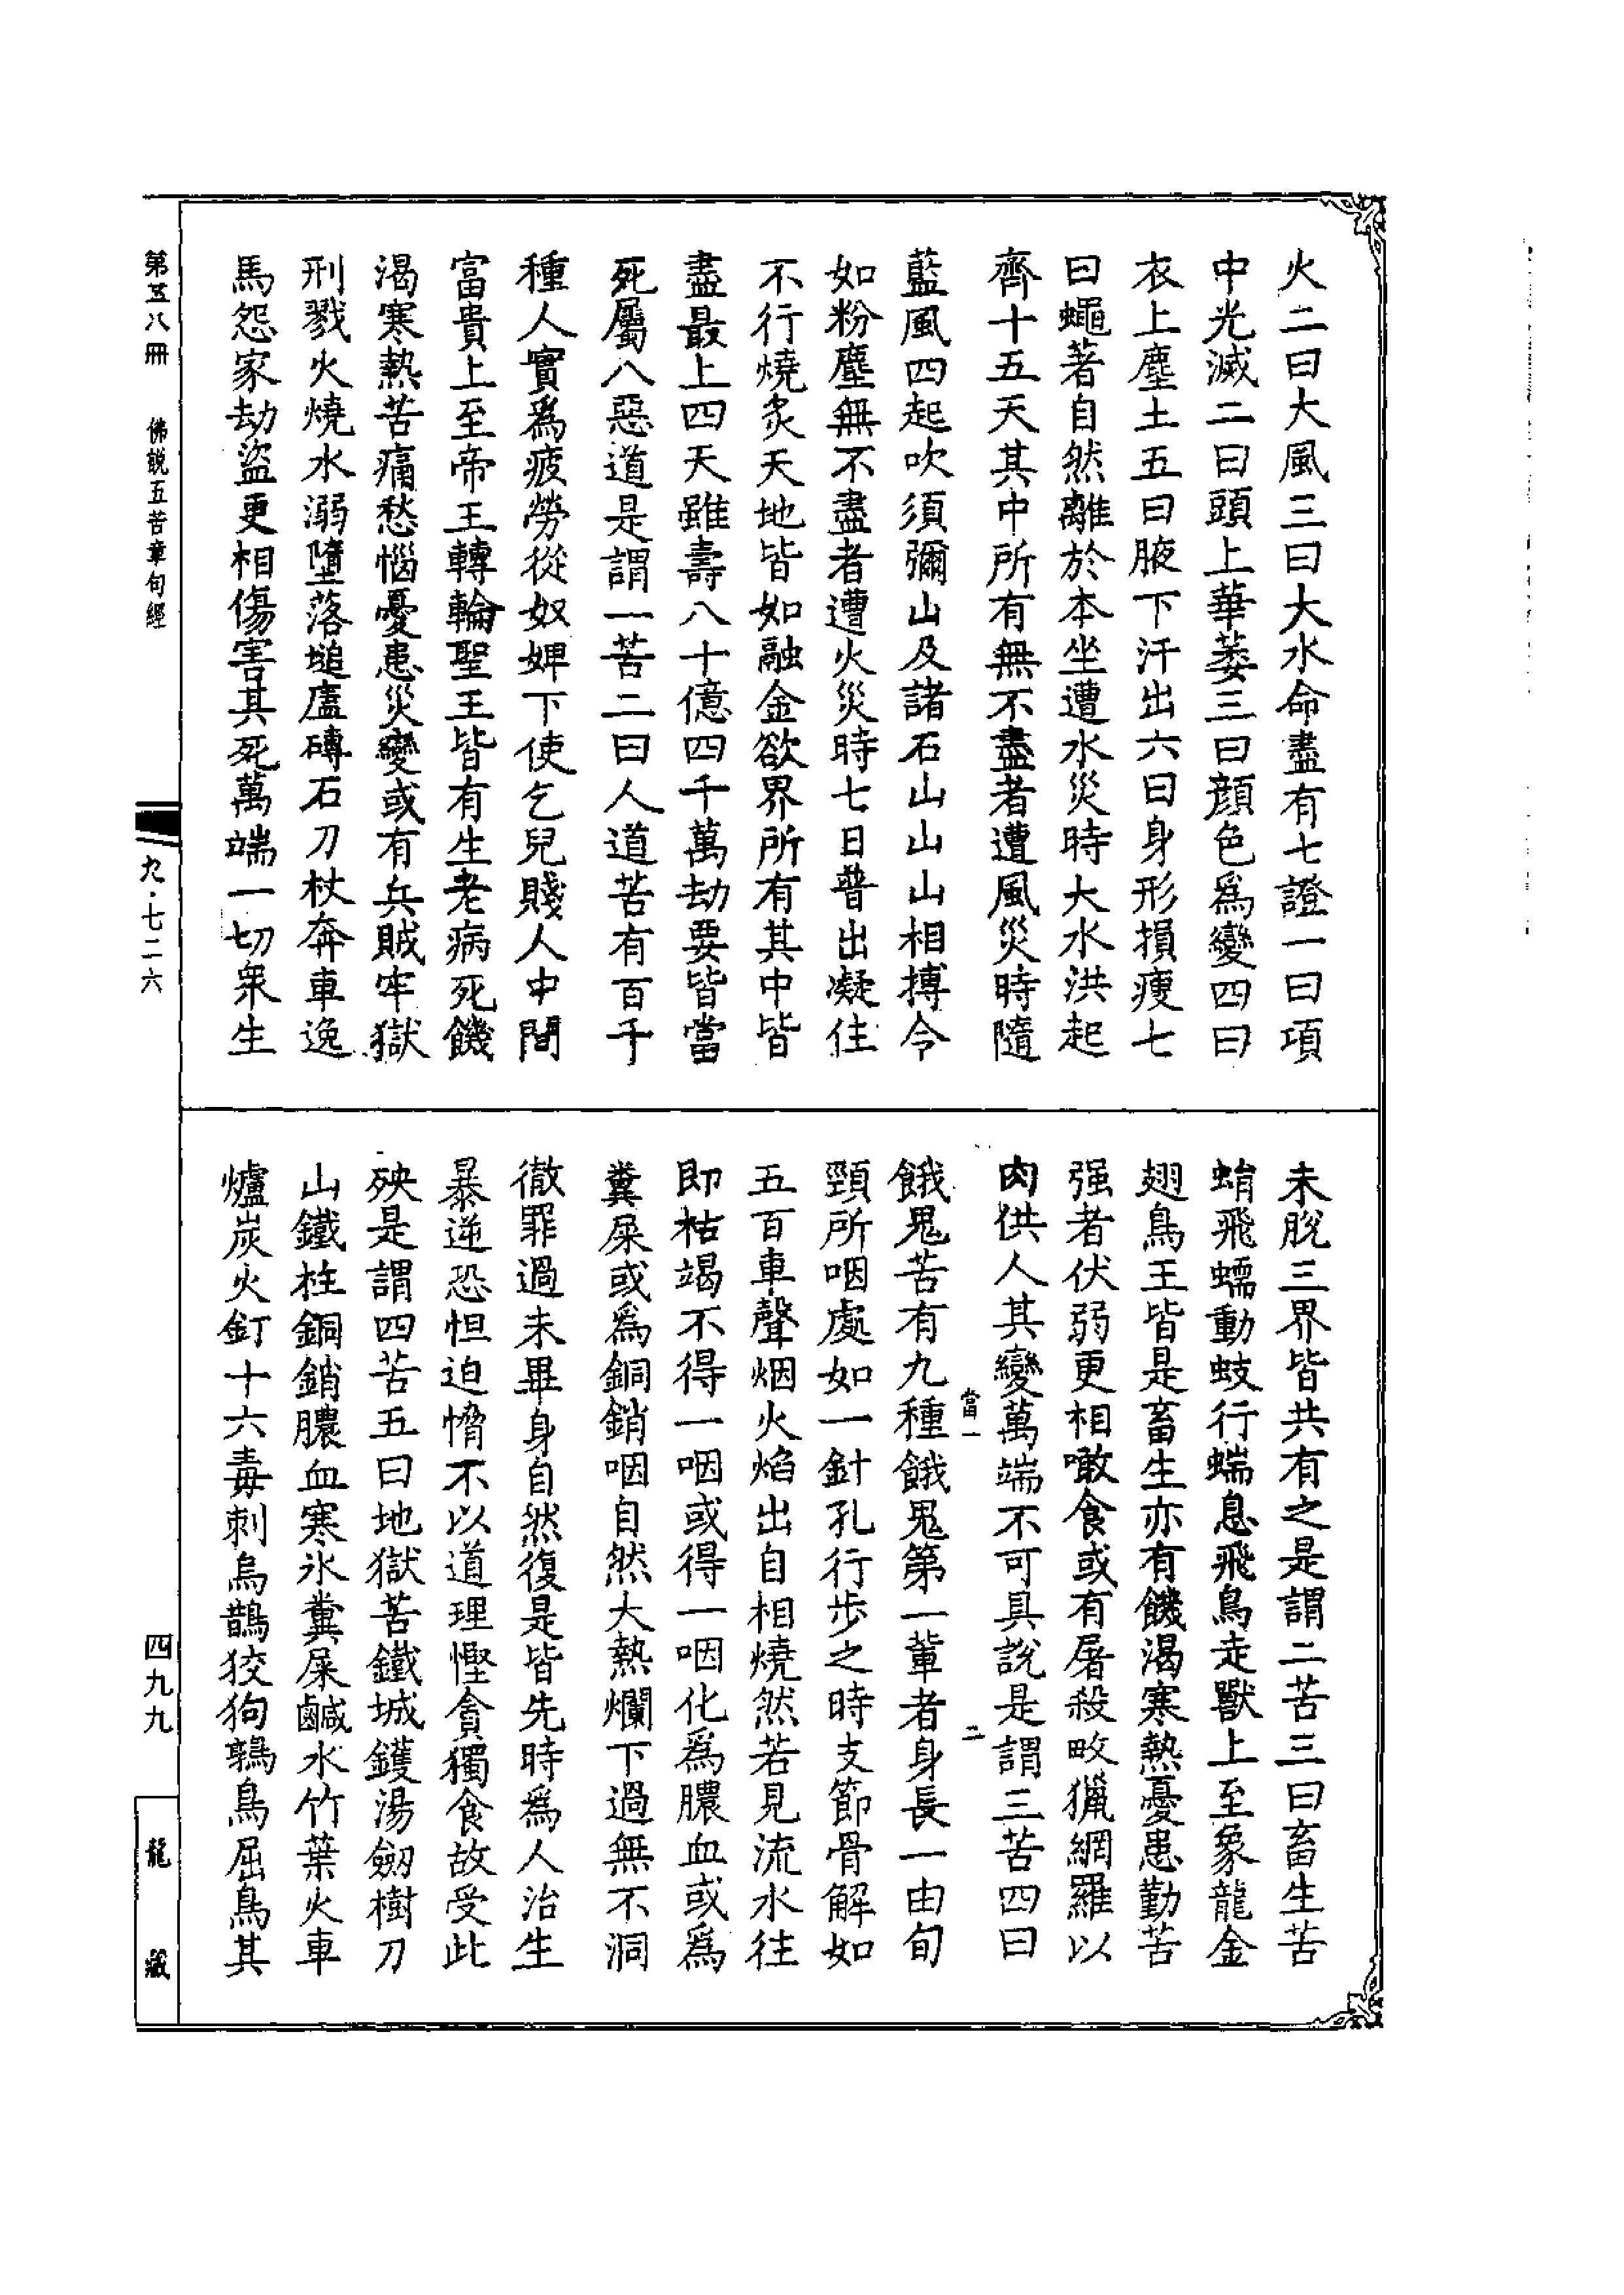 火二曰大風三曰大水命盡有七證一曰項
中光滅二曰頭上華萎三曰顔色爲變四曰
衣上塵土五曰腋下汗出六曰身形損瘦七
曰蠅著自然離於本坐遭水災時大水洪起
齊十五天其中所有無不盡者遭風災時隨
藍風四起吹須彌山及諸石山山山相搏令
如粉塵無不盡者遭火災時七日普出凝住
不行燒炙天地皆如融金欲界所有其中皆
盡最上四天雖壽八十億四千萬劫要皆當
死屬八惡道是謂一苦二曰人道苦有百千
種人實爲疲勞從奴婢下使乞兒賤人中間
富貴上至帝王轉輪聖王皆有生老病死饑
渴寒熱苦痛愁惱憂患災變或有兵賊牢獄
刑戮火燒水溺墮落塠壚磚石刀杖奔車逸
馬怨家劫盜更相傷害其死萬端一切衆生
未脫三界皆共有之是謂二苦三曰畜生苦
蜎飛蠕動蚑行蝡息飛鳥走獸上至象龍金
翅鳥王皆是畜生亦有饑渴寒熱憂患勤苦
强者伏弱更相噉食或有屠殺畋獵網羅以
肉供人其變萬端不可具說是謂三苦四曰
當一 二
餓鬼苦有九種餓鬼第一輩者身長一由旬
頸所咽處如一針孔行步之時支節骨解如
五百車聲烟火焰出自相燒然若見流水往
即枯竭不得一咽或得一咽化爲膿血或爲
糞屎或爲銅銷咽自然大熱爛下過無不洞
徹罪過未畢身自然復是皆先時爲人治生
暴逆恐怛迫憎不以道理慳貪獨食故受此
殃是謂四苦五曰地獄苦鐵城鑊湯劒樹刀
山鐵柱銅銷膿血寒氷糞屎鹹水竹葉火車
爐炭火釘十六毒刺烏鵲狡狗鶉鳥屈鳥其
第五八冊 佛說五苦章句經
九·七二六
四九九
龍藏